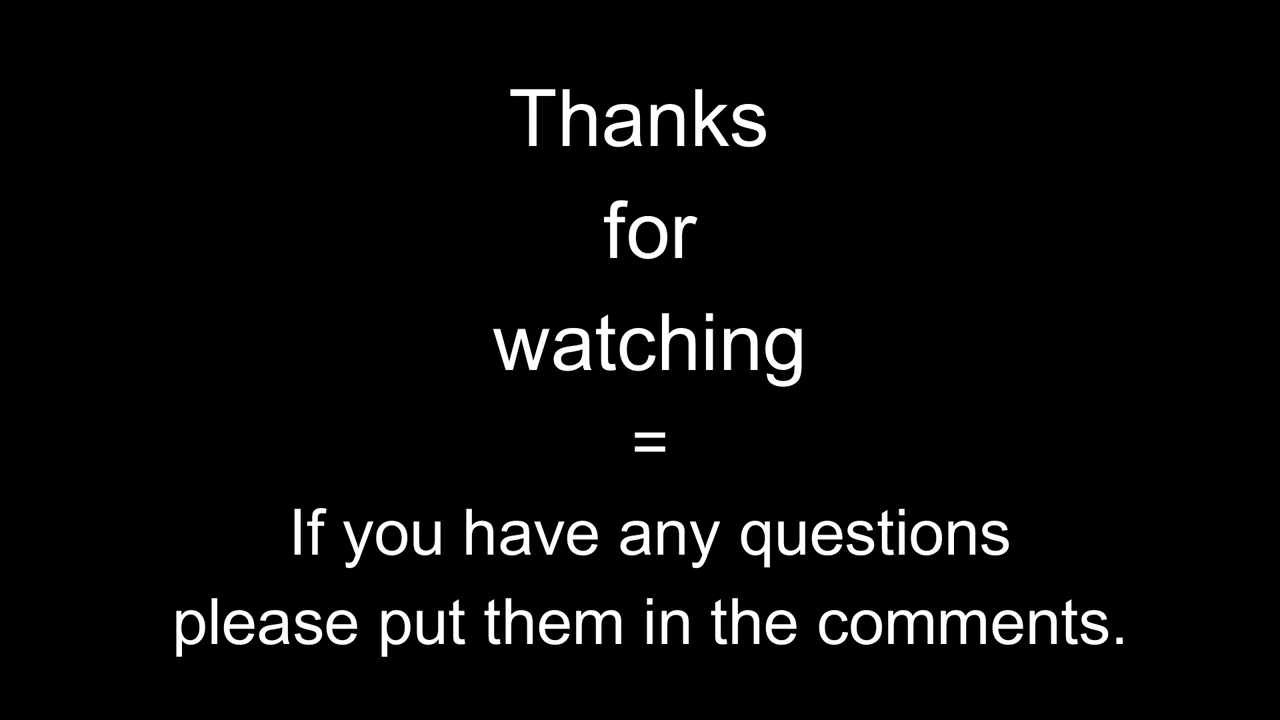 Thanks
for
watching
=
If you have any questions
please put them in the comments.